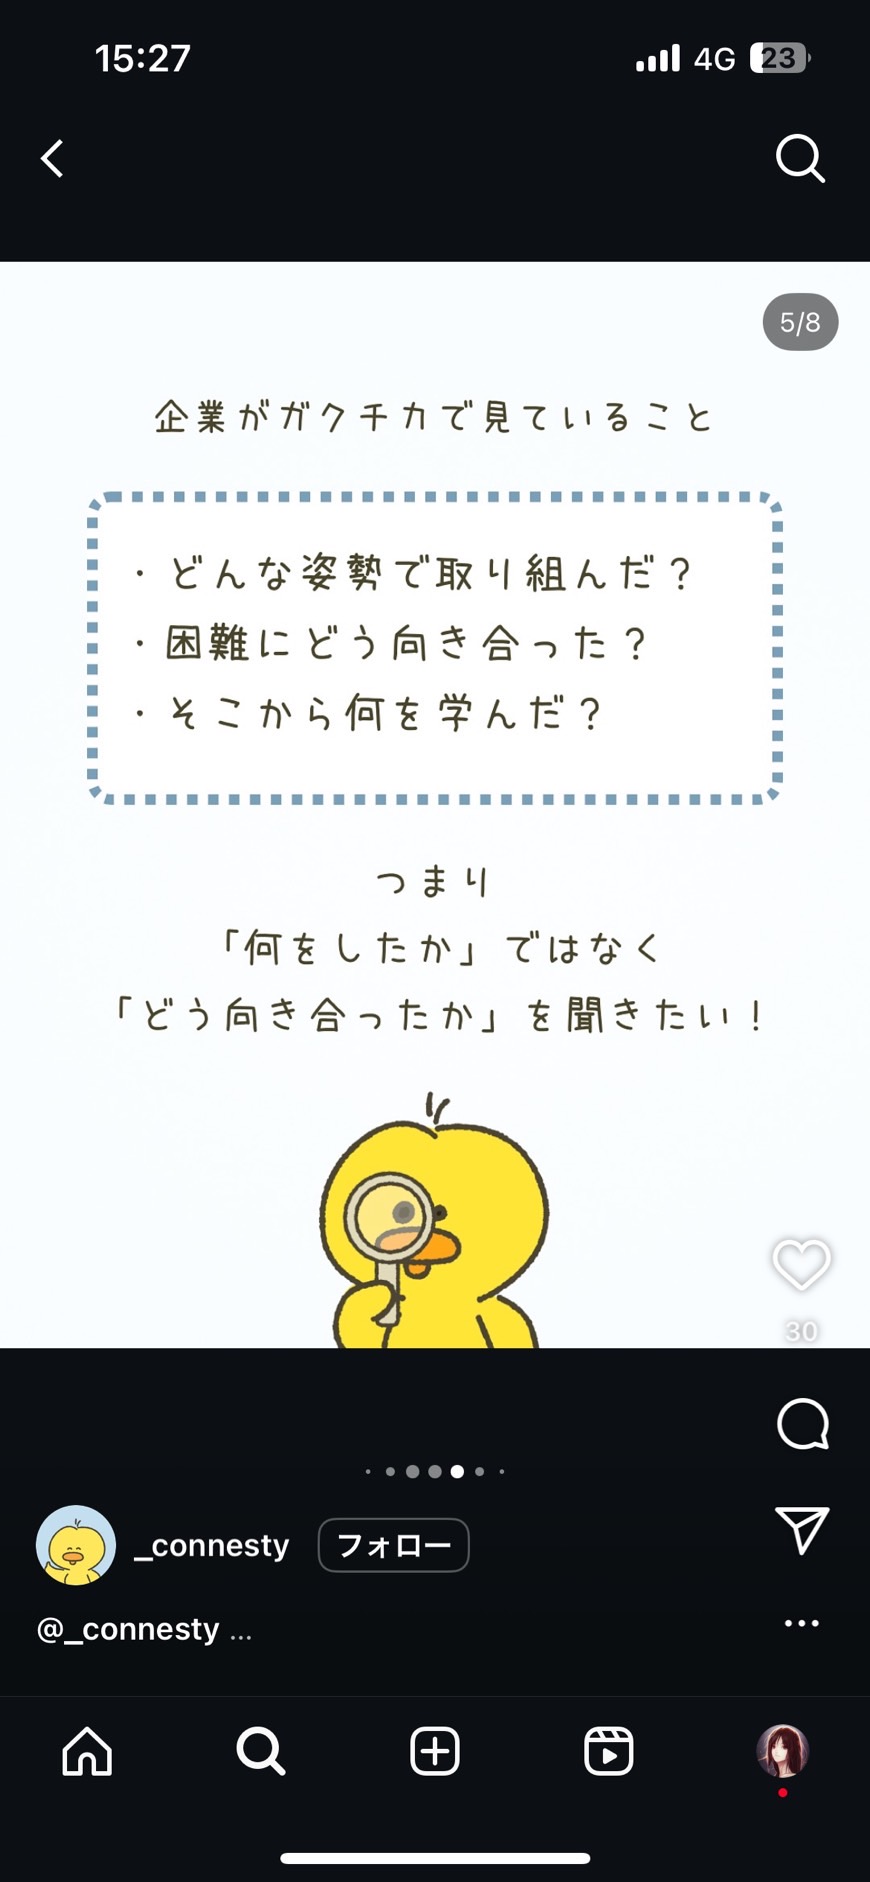 15:27
4G
23
5/8
企業がガクチカで見ていること
・どんな姿勢で取り組んだ？
・困難にどう向き合った？
・そこから何を学んだ？
つまり
「何をしたか」ではなく
「どう向き合ったか」を聞きたい！
30
_connesty
フォロー
@_connesty ...